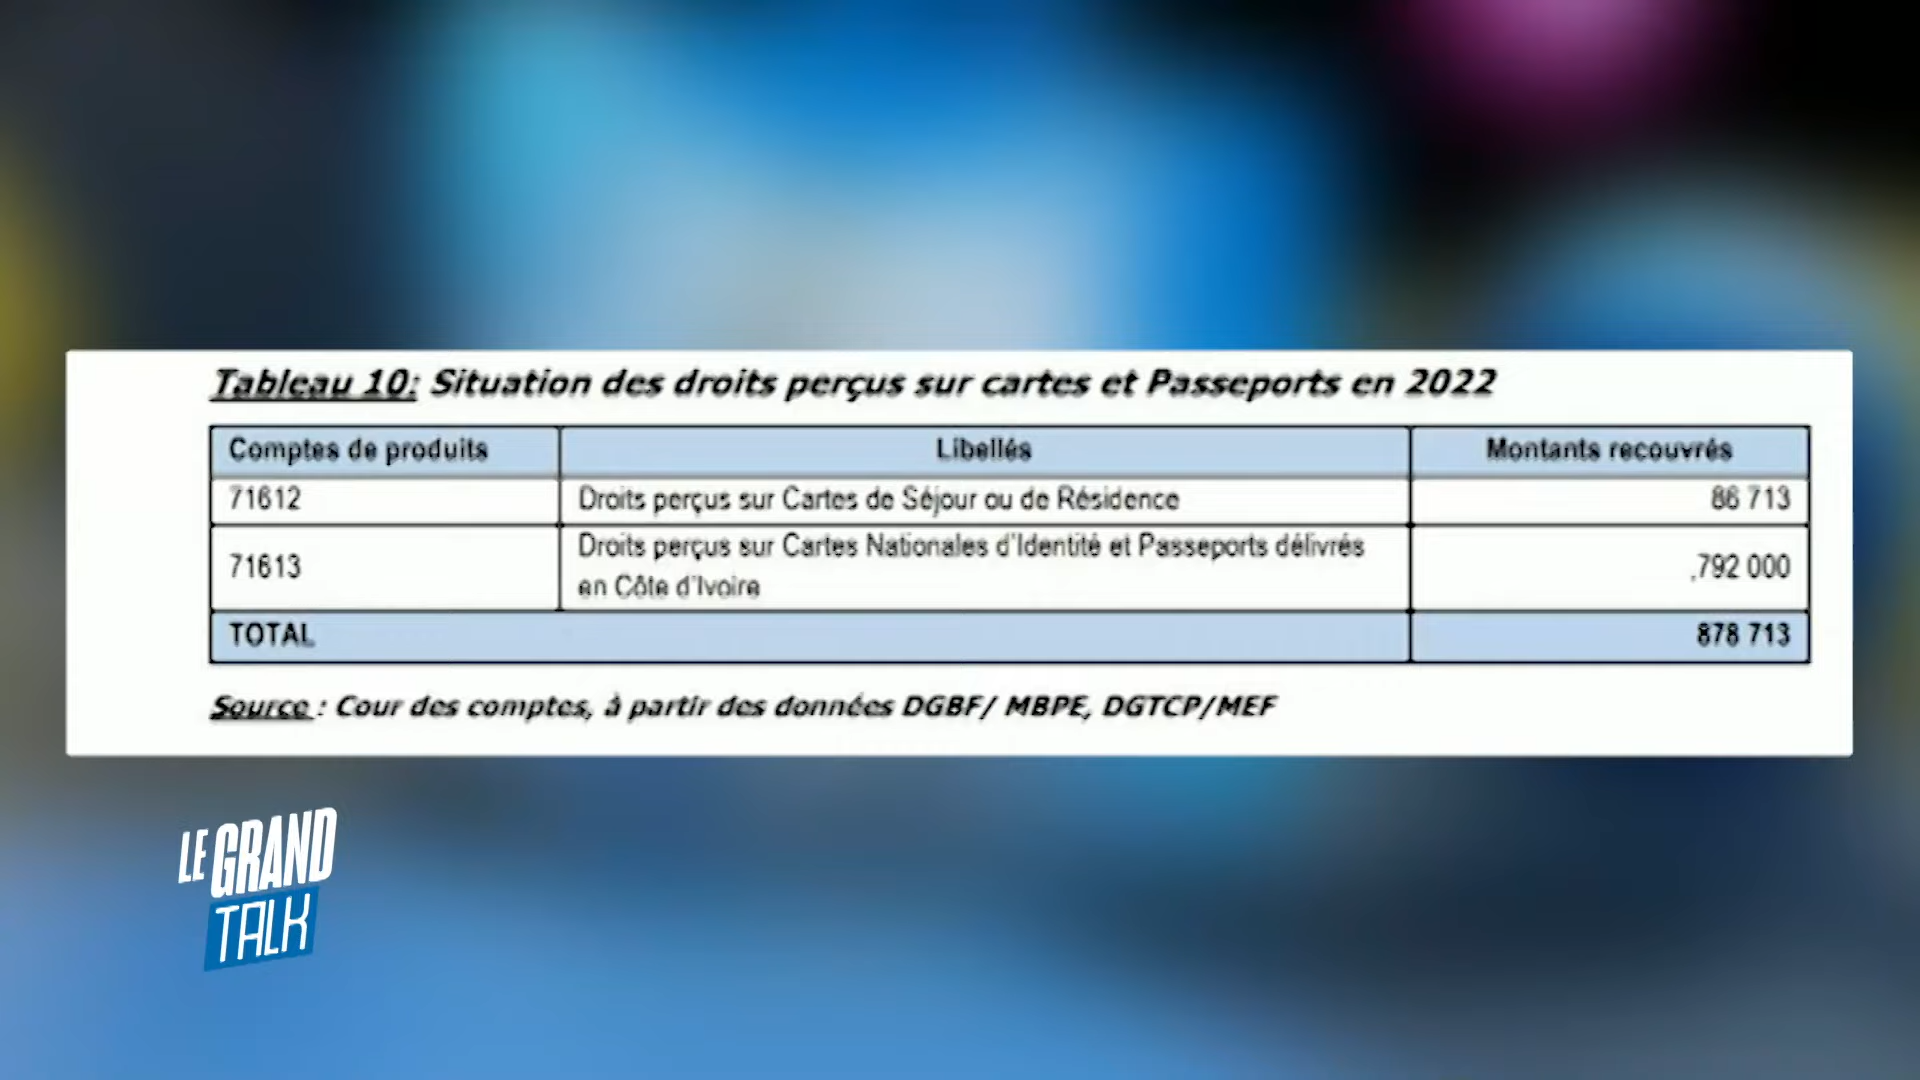 Tableau 10: Situation des droits perçus sur cartes et Passeports en 2022
Comptes de produits Libellés Montants recouvrés
71612 Droits perçus sur Cartes de Séjour ou de Résidence 86 713
71613 Droits perçus sur Cartes Nationales d'Identité et Passeports délivrés
en Côte d'Ivoire ,792 000
TOTAL 878 713
Source : Cour des comptes, à partir des données DGBF/ MBPE, DGTCP/MEF
LE GRAND
TALK